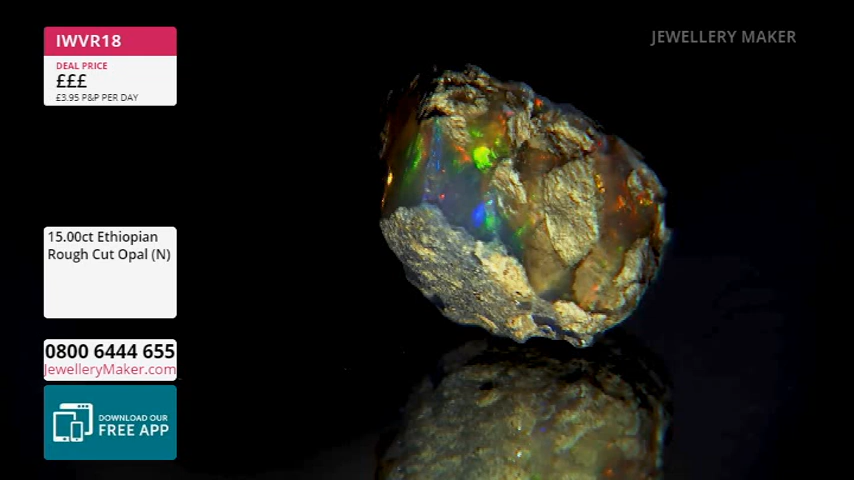 IWVR18
DEAL PRICE
£££
£3.95 P&P PER DAY
JEWELLERY MAKER
15.00ct Ethiopian
Rough Cut Opal (N)
0800 6444 655
JewelleryMaker.com
DOWNLOAD OUR
FREE APP